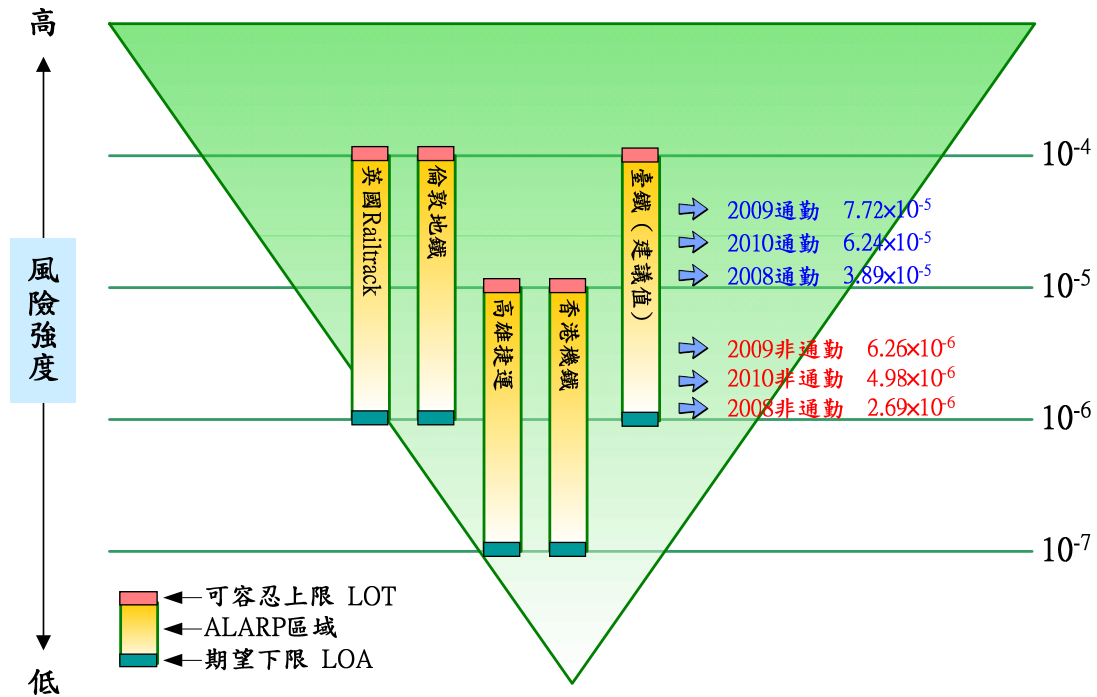 高
風險強度
低
英國Railtrack
倫敦地鐵
高雄捷運
香港機鐵
臺鐵（建議值）
10⁻⁴
2009通勤 7.72×10⁻⁵
2010通勤 6.24×10⁻⁵
2008通勤 3.89×10⁻⁵
10⁻⁵
2009非通勤 6.26×10⁻⁶
2010非通勤 4.98×10⁻⁶
2008非通勤 2.69×10⁻⁶
10⁻⁶
10⁻⁷
可容忍上限 LOT
ALARP區域
期望下限 LOA